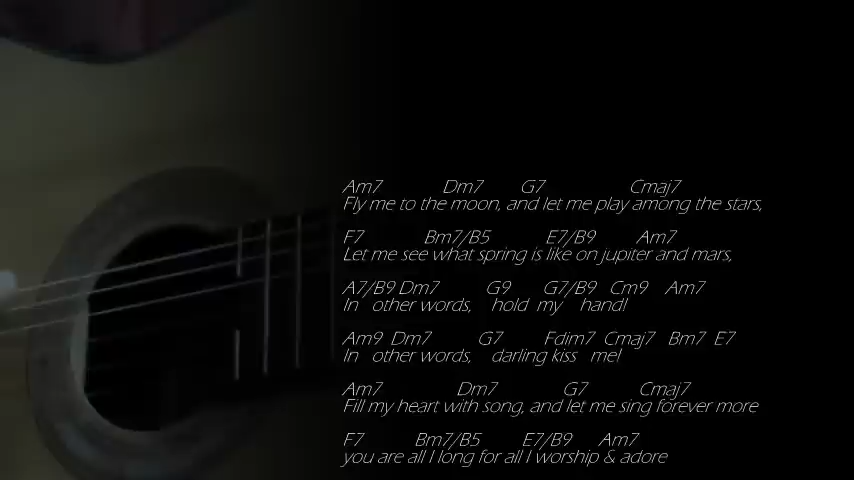 Am7 Dm7 G7 Cmaj7
Fly me to the moon, and let me play among the stars,
F7 Bm7/B5 E7/B9 Am7
Let me see what spring is like on jupiter and mars,
A7/B9 Dm7 G9 G7/B9 Cm9 Am7
In other words, hold my hand!
Am9 Dm7 G7 Fdim7 Cmaj7 Bm7 E7
In other words, darling kiss me!
Am7 Dm7 G7 Cmaj7
Fill my heart with song, and let me sing forever more
F7 Bm7/B5 E7/B9 Am7
you are all I long for all I worship & adore